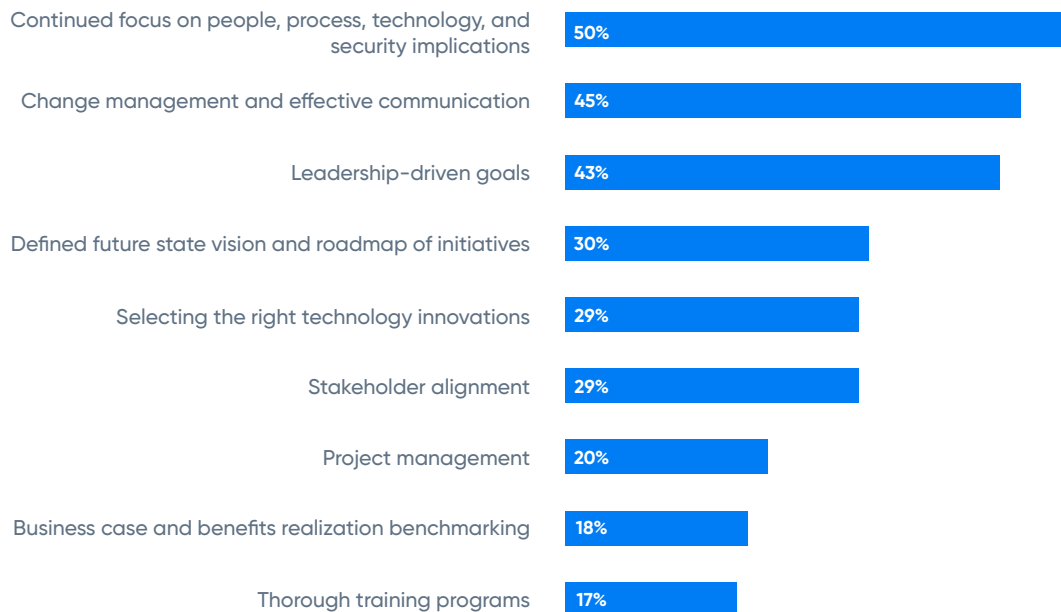 Continued focus on people, process, technology, and
security implications
50%
Change management and effective communication
45%
Leadership-driven goals
43%
Defined future state vision and roadmap of initiatives
30%
Selecting the right technology innovations
29%
Stakeholder alignment
29%
Project management
20%
Business case and benefits realization benchmarking
18%
Thorough training programs
17%